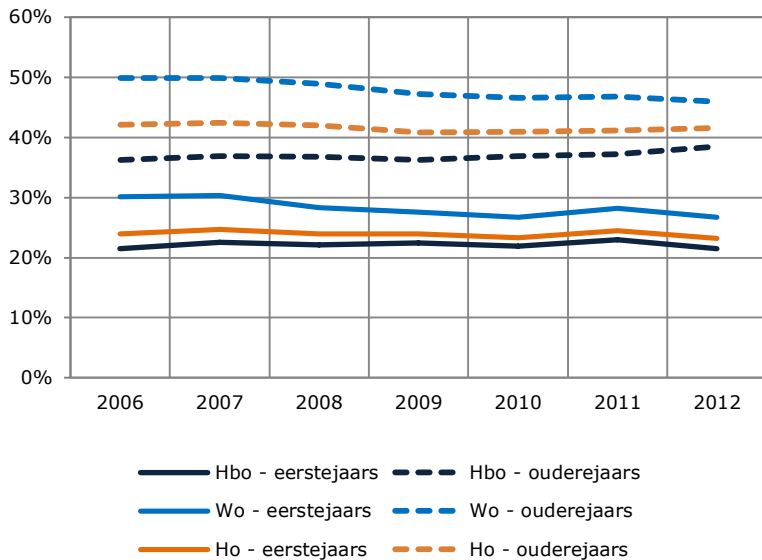 60%
50%
40%
30%
20%
10%
0%
2006 2007 2008 2009 2010 2011 2012
Hbo - eerstejaars Hbo - ouderejaars
Wo - eerstejaars Wo - ouderejaars
Ho - eerstejaars Ho - ouderejaars